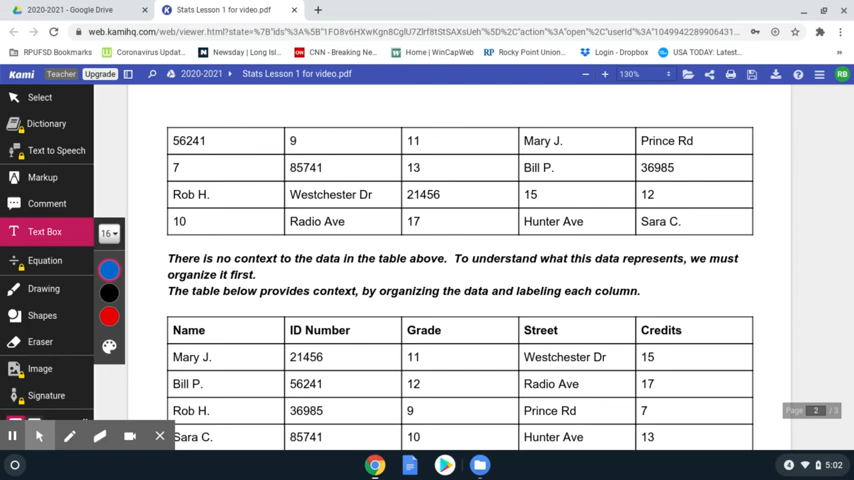 2020-2021 - Google Drive
Stats Lesson 1 for video.pdf
web.kamihq.com/web/viewer.html?state=%7B"ids"%3A%5B"1FO8v6HXwKgn8CglU7Zlrf8tStSAXsUeh"%5D%2C"action"%3A"open"%2C"userId"%3A"1049942289906431...
RPUFSD Bookmarks
Coronavirus Updat...
Newsday | Long Isl...
CNN - Breaking Ne...
Home | WinCapWeb
Rocky Point Union...
Login - Dropbox
USA TODAY: Latest...
Kami Teacher Upgrade
2020-2021
Stats Lesson 1 for video.pdf
130%
RB
Select
Dictionary
Text to Speech
Markup
Comment
Text Box
Equation
Drawing
Shapes
Eraser
Image
Signature
16
56241 9 11 Mary J. Prince Rd
7 85741 13 Bill P. 36985
Rob H. Westchester Dr 21456 15 12
10 Radio Ave 17 Hunter Ave Sara C.
There is no context to the data in the table above. To understand what this data represents, we must
organize it first.
The table below provides context, by organizing the data and labeling each column.
Name ID Number Grade Street Credits
Mary J. 21456 11 Westchester Dr 15
Bill P. 56241 12 Radio Ave 17
Rob H. 36985 9 Prince Rd 7
Sara C. 85741 10 Hunter Ave 13
Page 2 / 3
4 5:02